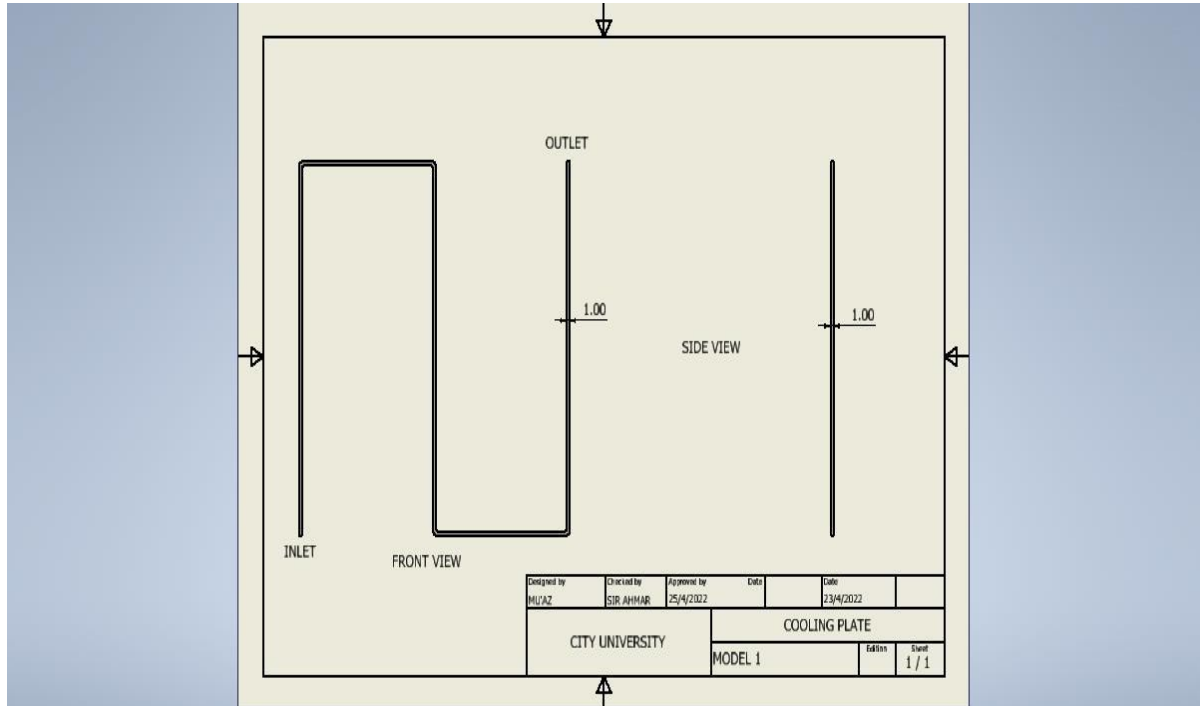 OUTLET
1.00
1.00
SIDE VIEW
INLET
FRONT VIEW
Designed by Checked by Approved by Date Date
MU'AZ SIR AHMAR 25/4/2022 23/4/2022
CITY UNIVERSITY
COOLING PLATE
MODEL 1
Edition Sheet
1 / 1